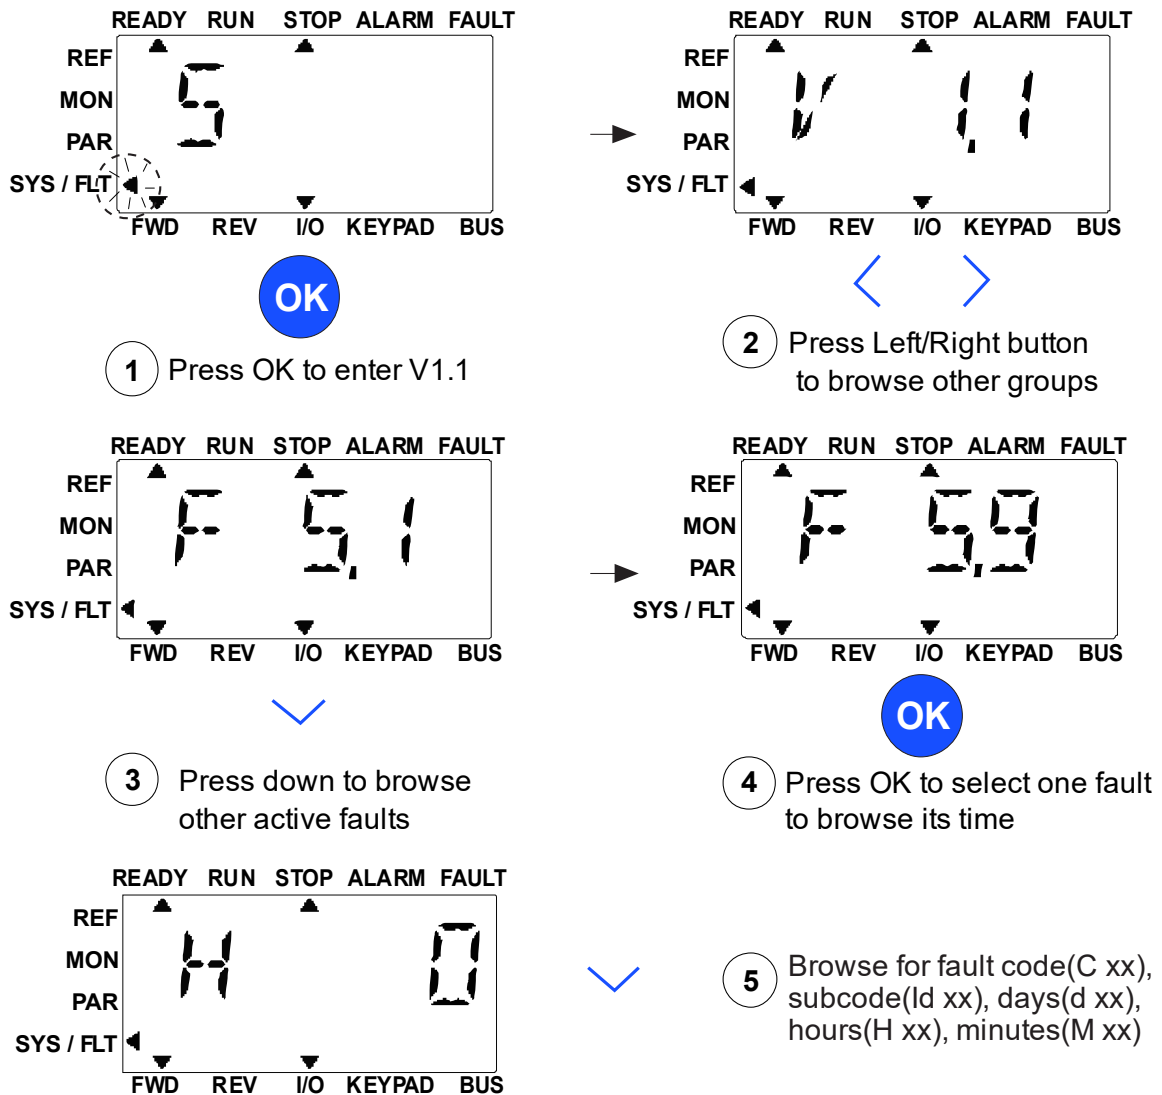 READY RUN STOP ALARM FAULT
REF
MON
PAR
SYS / FLT
S
FWD REV I/O KEYPAD BUS
OK
1 Press OK to enter V1.1
READY RUN STOP ALARM FAULT
REF
MON
PAR
SYS / FLT
V 1.1
FWD REV I/O KEYPAD BUS
2 Press Left/Right button
to browse other groups
READY RUN STOP ALARM FAULT
REF
MON
PAR
SYS / FLT
F 5.1
FWD REV I/O KEYPAD BUS
3 Press down to browse
other active faults
READY RUN STOP ALARM FAULT
REF
MON
PAR
SYS / FLT
F 5.9
FWD REV I/O KEYPAD BUS
OK
4 Press OK to select one fault
to browse its time
READY RUN STOP ALARM FAULT
REF
MON
PAR
SYS / FLT
H 0
FWD REV I/O KEYPAD BUS
5 Browse for fault code(C xx),
subcode(Id xx), days(d xx),
hours(H xx), minutes(M xx)